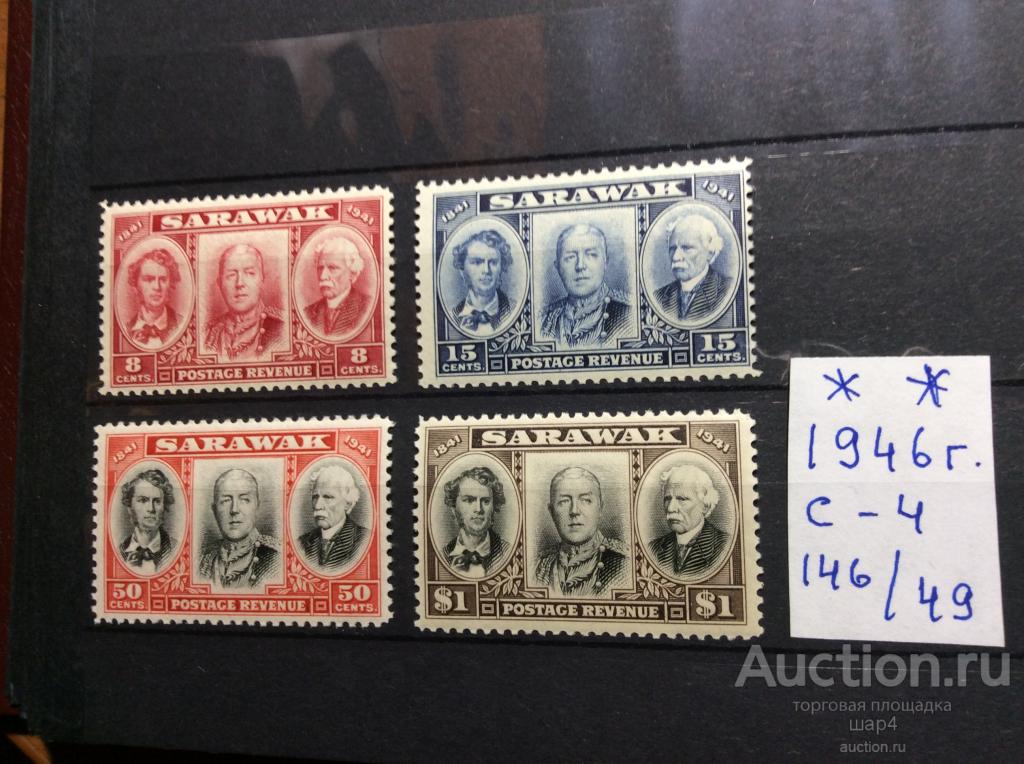 1841 SARAWAK 1941
8 CENTS. POSTAGE REVENUE 8 CENTS.
1841 SARAWAK 1941
15 CENTS. POSTAGE REVENUE 15 CENTS.
1841 SARAWAK 1941
50 CENTS. POSTAGE REVENUE 50 CENTS.
1841 SARAWAK 1941
$1 POSTAGE REVENUE $1
* *
1946г.
с - 4
146/49
Auction.ru
торговая площадка
шар4
auction.ru